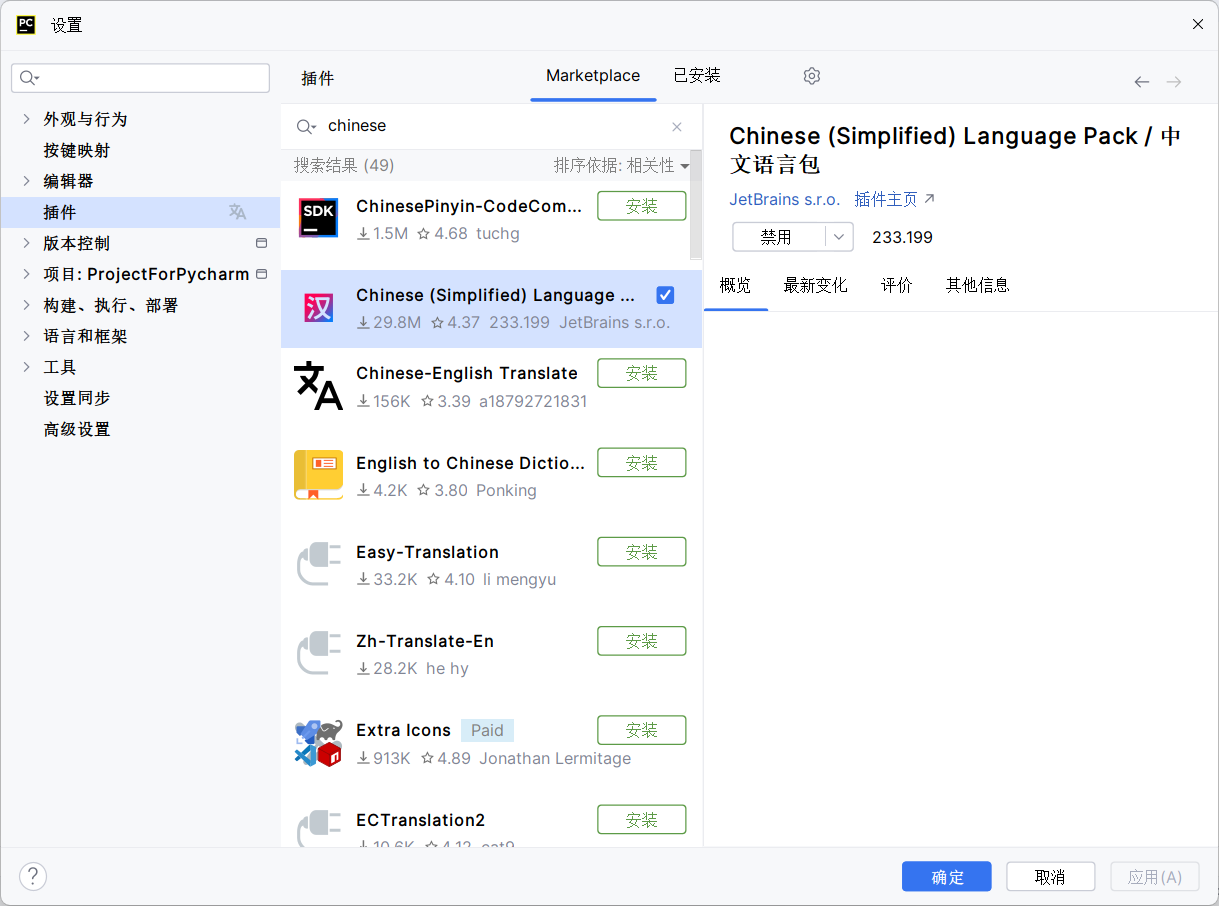 PC 设置
外观与行为
按键映射
编辑器
插件
版本控制
项目: ProjectForPycharm
构建、执行、部署
语言和框架
工具
设置同步
高级设置
插件
Marketplace
已安装
chinese
搜索结果 (49)
排序依据: 相关性
SDK
ChinesePinyin-CodeCom...
安装
1.5M 4.68 tuchg
汉
Chinese (Simplified) Language ...
29.8M 4.37 233.199 JetBrains s.r.o.
Chinese-English Translate
安装
156K 3.39 a18792721831
English to Chinese Dictio...
安装
4.2K 3.80 Ponking
Easy-Translation
安装
33.2K 4.10 li mengyu
Zh-Translate-En
安装
28.2K he hy
Extra Icons Paid
安装
913K 4.89 Jonathan Lermitage
ECTranslation2
安装
10.6K 4.12 eat9
Chinese (Simplified) Language Pack / 中
文语言包
JetBrains s.r.o. 插件主页
禁用 233.199
概览 最新变化 评价 其他信息
?
确定 取消 应用(A)